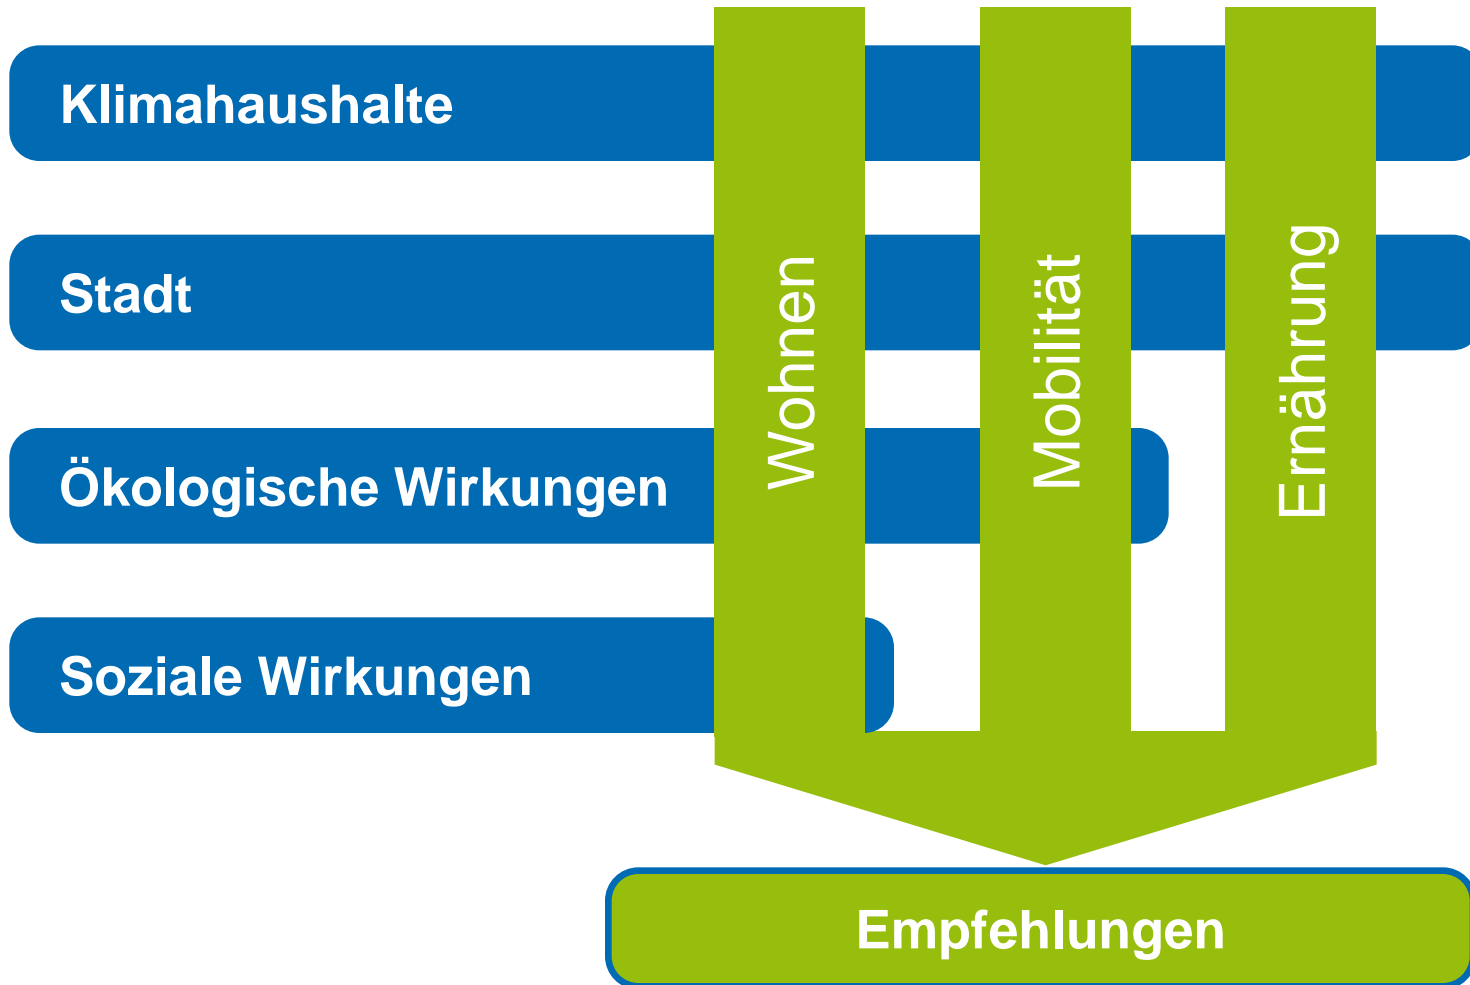 Klimahaushalte
Stadt
Ökologische Wirkungen
Soziale Wirkungen
Wohnen
Mobilität
Ernährung
Empfehlungen